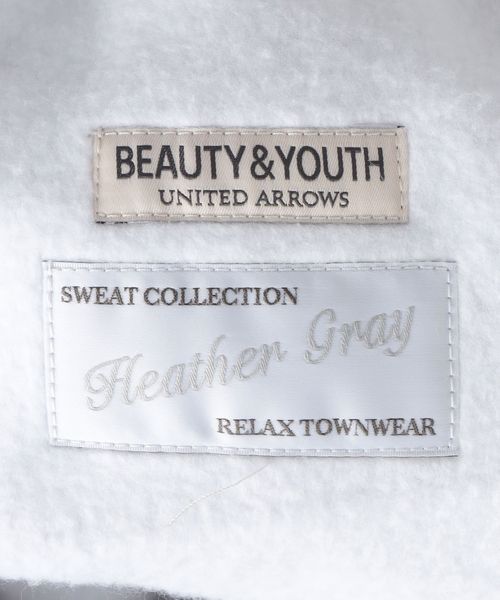 BEAUTY&YOUTH
UNITED ARROWS
SWEAT COLLECTION
Heather Gray
RELAX TOWNWEAR